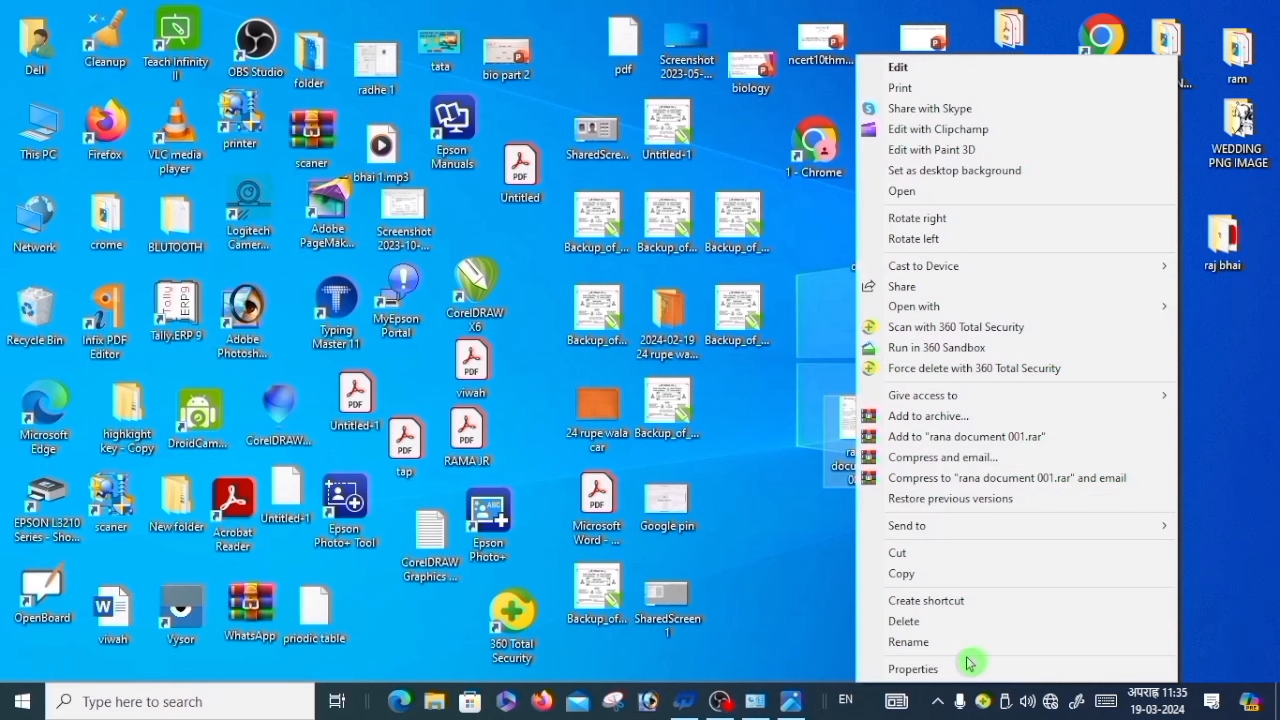 Dell
Cleanup
Teach Infinity
II
OBS Studio
folder
radhe 1
tata
bio part 2
pdf
Screenshot
2023-05-...
biology
ncert10thm...
ram
This PC
Firefox
VLC media
player
printer
scaner
bhai 1.mp3
Epson
Manuals
Untitled
SharedScre...
Untitled-1
1 - Chrome
WEDDING
PNG IMAGE
Network
crome
BLUTOOTH
Logitech
Camer...
Adobe
PageMak...
Screenshot
2023-10-...
Backup_of_...
Backup_of...
Backup_of_...
raj bhai
Recycle Bin
Infix PDF
Editor
Tally.ERP 9
Adobe
Photosh...
Typing
Master 11
MyEpson
Portal
CorelDRAW
X6
Backup_of_...
2024-02-19
24 rupe wa...
Backup_of_...
viwah
Microsoft
Edge
highlight
key - Copy
DroidCam...
CorelDRAW...
Untitled-1
tap
RAMA JR
24 rupe wala
car
Backup_of_...
EPSON L3210
Series - Sho...
scaner
New folder
Acrobat
Reader
Untitled-1
Epson
Photo+ Tool
CorelDRAW
Graphics ...
Epson
Photo+
Microsoft
Word - ...
Google pin
OpenBoard
viwah
Vysor
WhatsApp
priodic table
360 Total
Security
Backup_of_...
SharedScreen
1
Edit
Print
Share with Skype
Edit with Clipchamp
Edit with Paint 3D
Set as desktop background
Open
Rotate right
Rotate left
Cast to Device
Share
Open with
Scan with 360 Total Security
Run in 360 Sandbox
Force delete with 360 Total Security
Give access to
Add to archive...
Add to "rana document 001.rar"
Compress and email...
Compress to "rana document 001.rar" and email
Restore previous versions
Send to
Cut
Copy
Create shortcut
Delete
Rename
Properties
Type here to search
EN
अपराह्न 11:35
19-03-2024